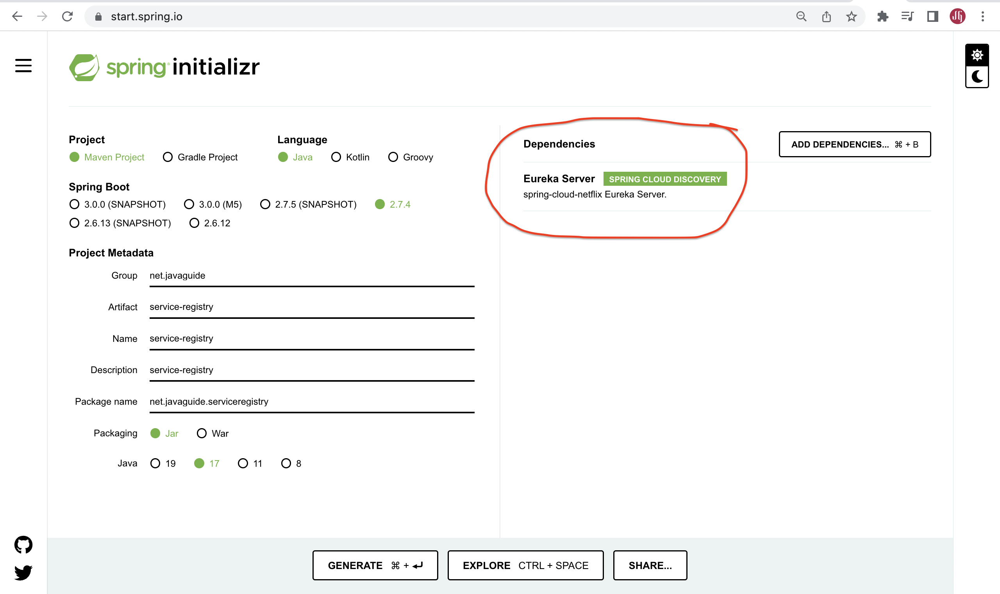 start.spring.io
spring initializr
Project
Maven Project Gradle Project
Language
Java Kotlin Groovy
Spring Boot
3.0.0 (SNAPSHOT) 3.0.0 (M5) 2.7.5 (SNAPSHOT) 2.7.4
2.6.13 (SNAPSHOT) 2.6.12
Project Metadata
Group net.javaguide
Artifact service-registry
Name service-registry
Description service-registry
Package name net.javaguide.serviceregistry
Packaging Jar War
Java 19 17 11 8
Dependencies
ADD DEPENDENCIES... ⌘ + B
Eureka Server SPRING CLOUD DISCOVERY
spring-cloud-netflix Eureka Server.
GENERATE ⌘ + ⏎
EXPLORE CTRL + SPACE
SHARE...